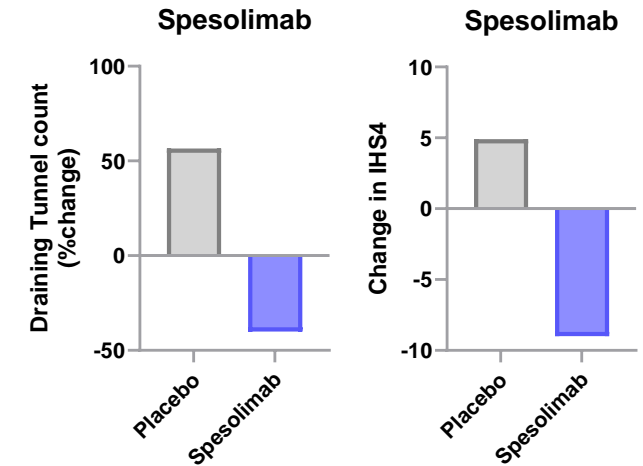 Spesolimab
Draining Tunnel count
(%change)
100
50
0
-50
Placebo
Spesolimab
Spesolimab
Change in IHS4
10
5
0
-5
-10
Placebo
Spesolimab